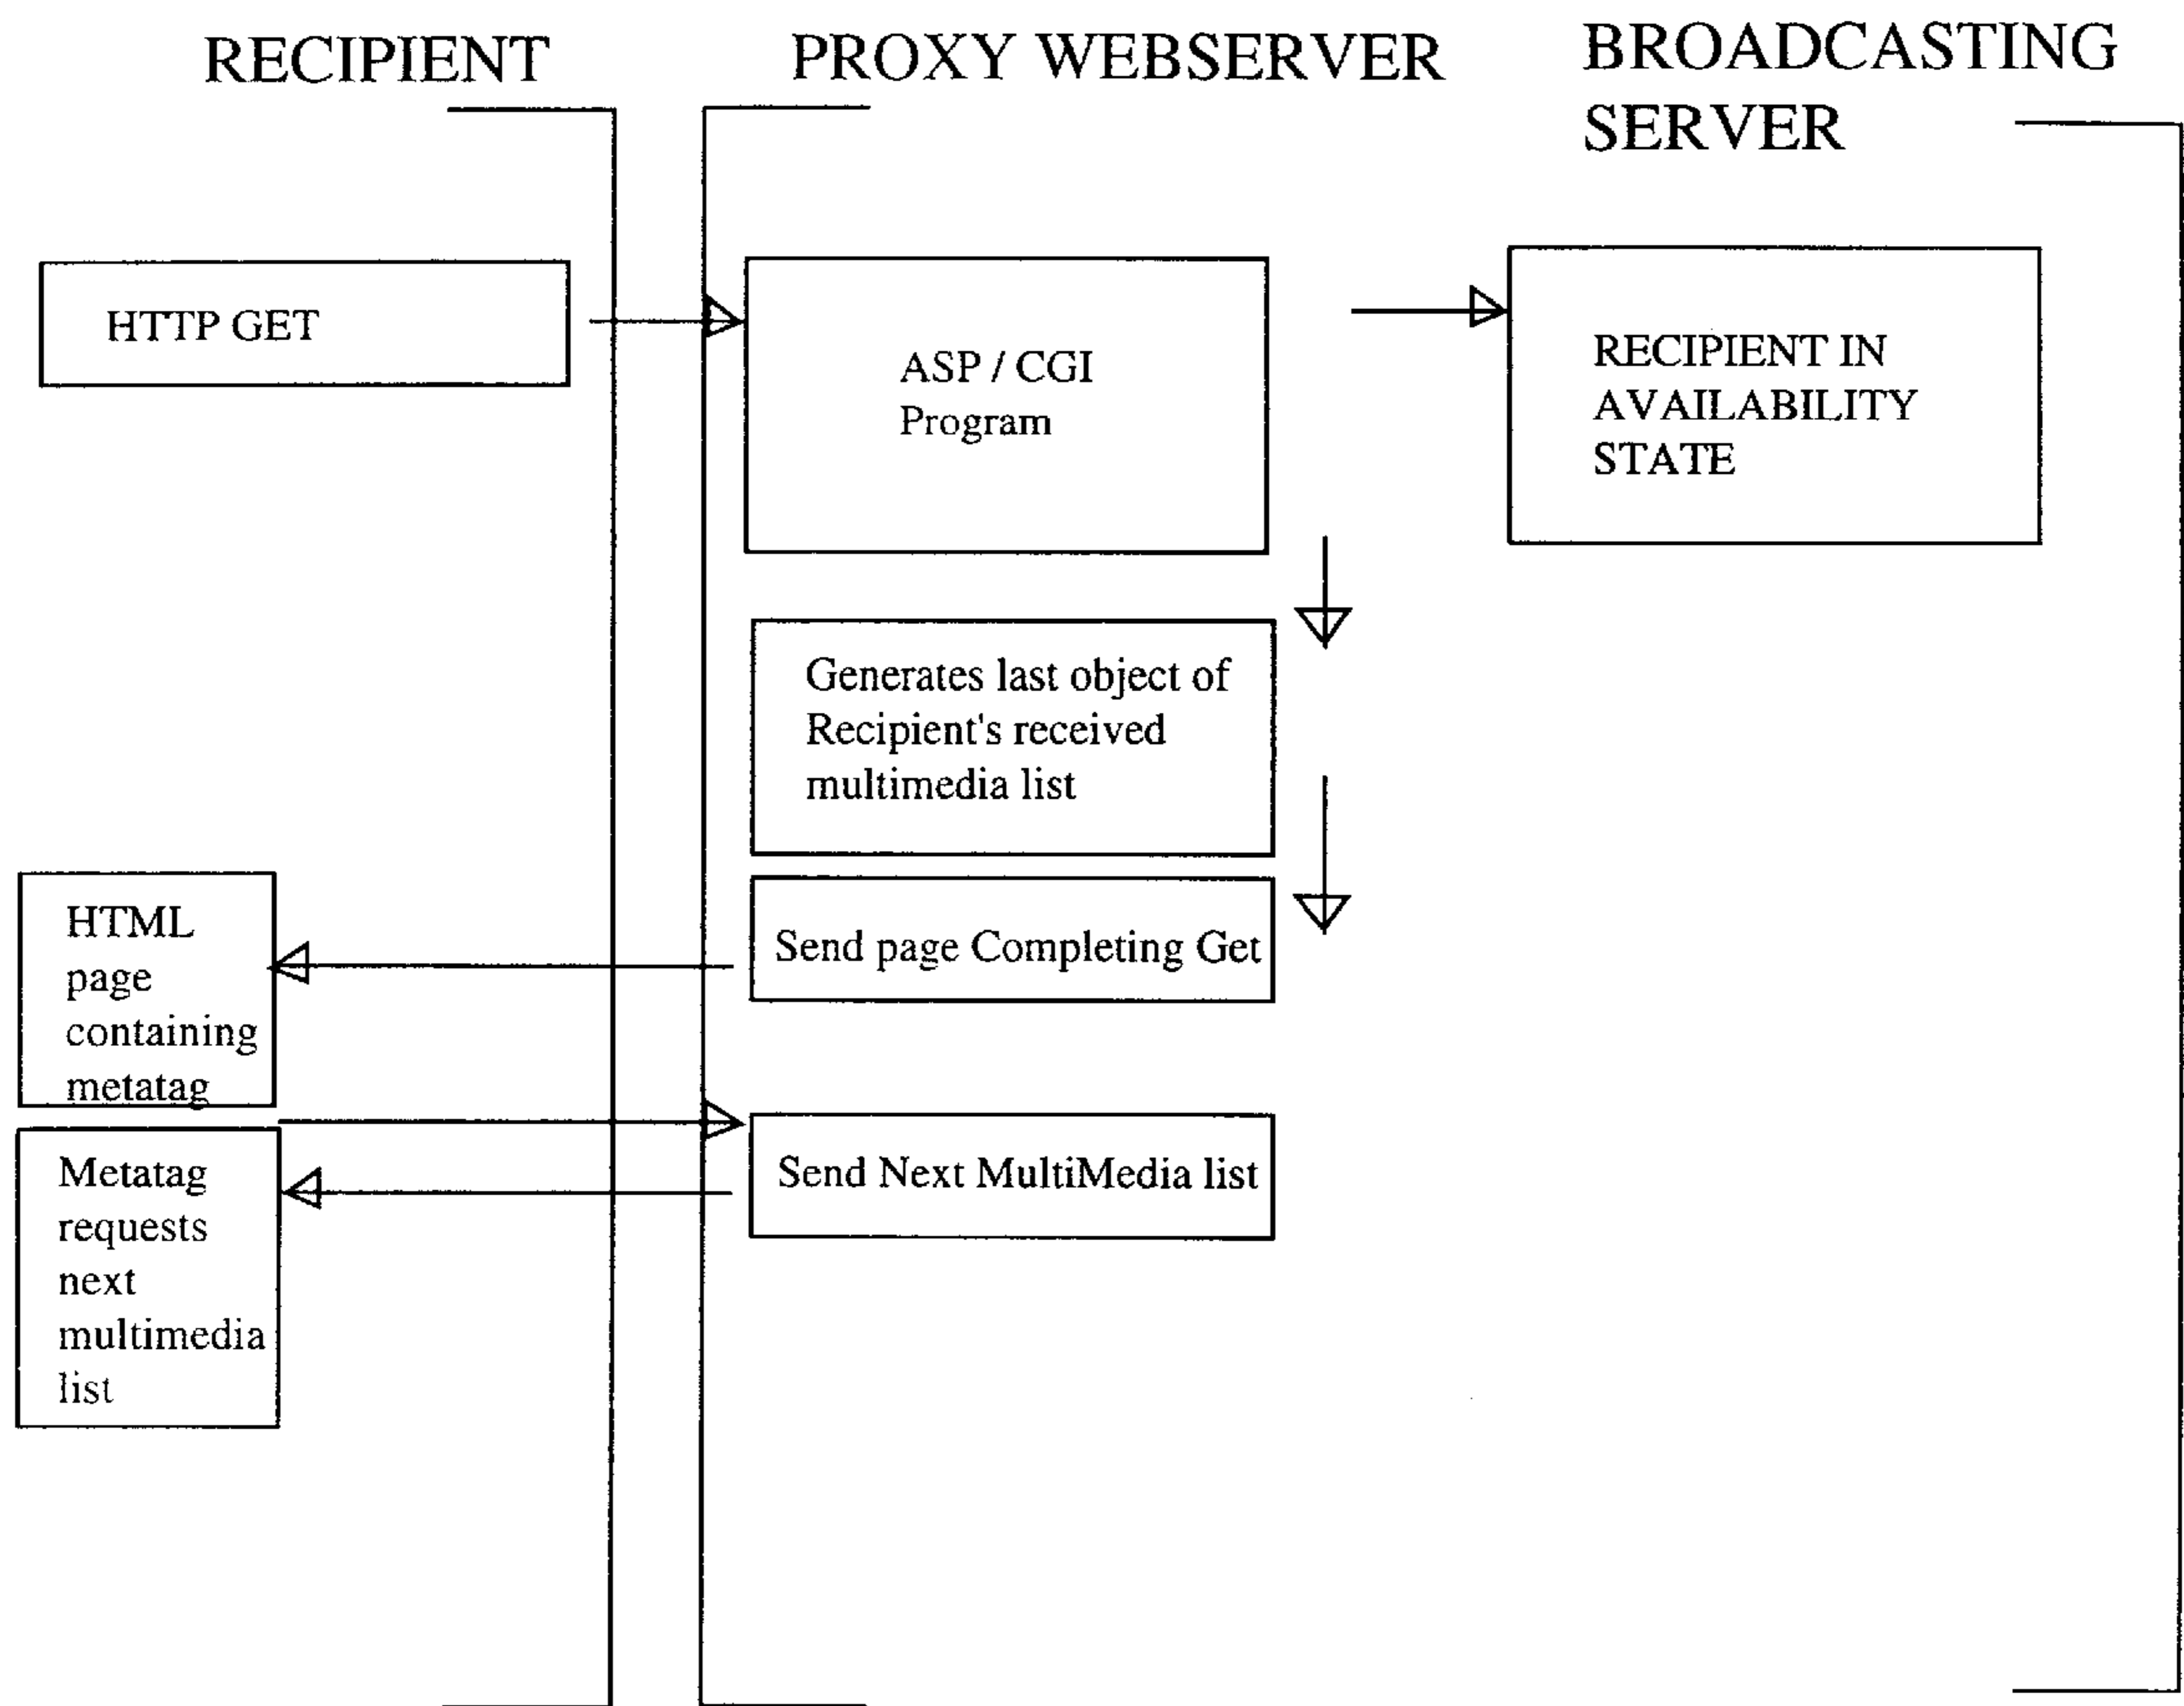 RECIPIENT
PROXY WEBSERVER
BROADCASTING
SERVER
HTTP GET
ASP / CGI
Program
RECIPIENT IN
AVAILABILITY
STATE
Generates last object of
Recipient's received
multimedia list
HTML
page
containing
metatag
Send page Completing Get
Metatag
requests
next
multimedia
list
Send Next MultiMedia list